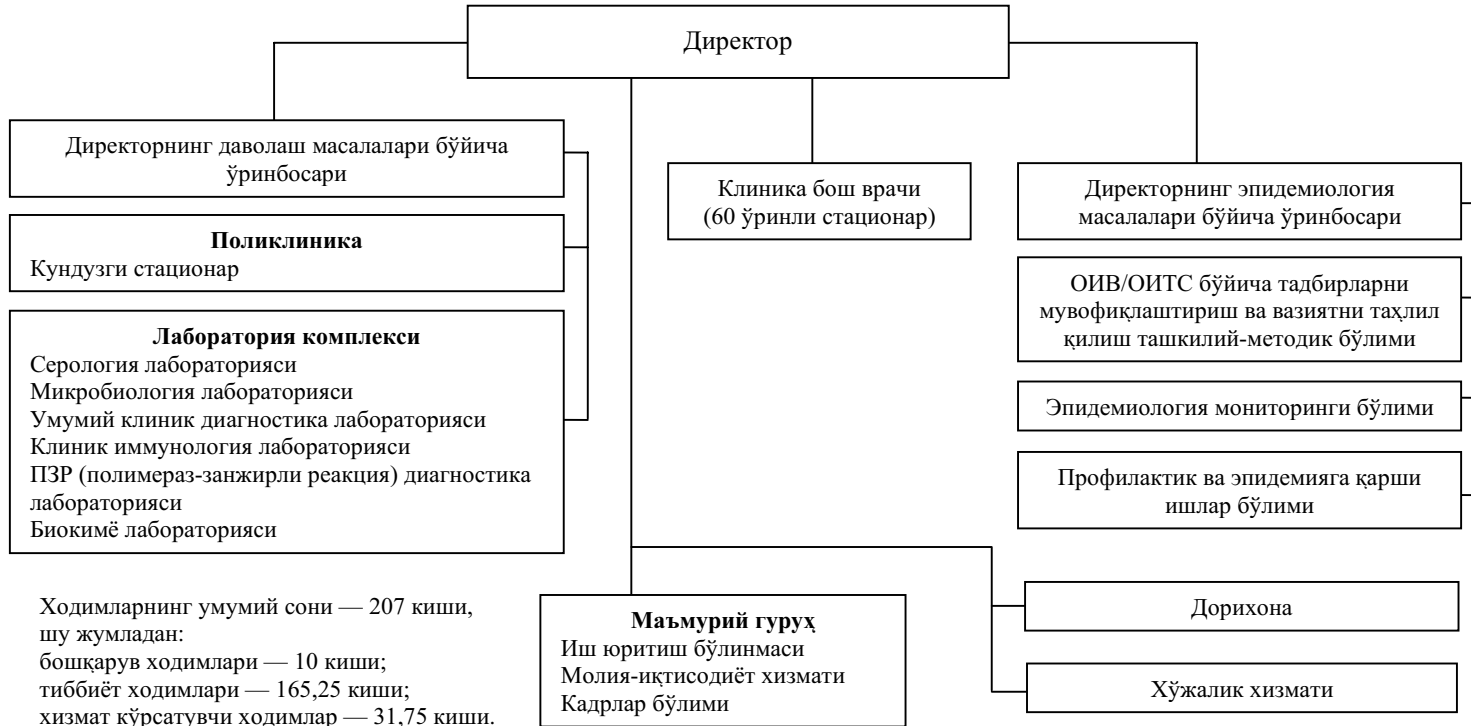 Директор
Директорнинг даволаш масалалари бўйича
ўринбосари
Поликлиника
Кундузги стационар
Лаборатория комплекси
Серология лабораторияси
Микробиология лабораторияси
Умумий клиник диагностика лабораторияси
Клиник иммунология лабораторияси
ПЗР (полимераз-занжирли реакция) диагностика
лабораторияси
Биокимё лабораторияси
Клиника бош врачи
(60 ўринли стационар)
Директорнинг эпидемиология
масалалари бўйича ўринбосари
ОИВ/ОИТС бўйича тадбирларни
мувофиқлаштириш ва вазиятни таҳлил
қилиш ташкилий-методик бўлими
Эпидемиология мониторинги бўлими
Профилактик ва эпидемияга қарши
ишлар бўлими
Ходимларнинг умумий сони — 207 киши,
шу жумладан:
бошқарув ходимлари — 10 киши;
тиббиёт ходимлари — 165,25 киши;
хизмат кўрсатувчи ходимлар — 31,75 киши.
Маъмурий гуруҳ
Иш юритиш бўлинмаси
Молия-иқтисодиёт хизмати
Кадрлар бўлими
Дорихона
Хўжалик хизмати